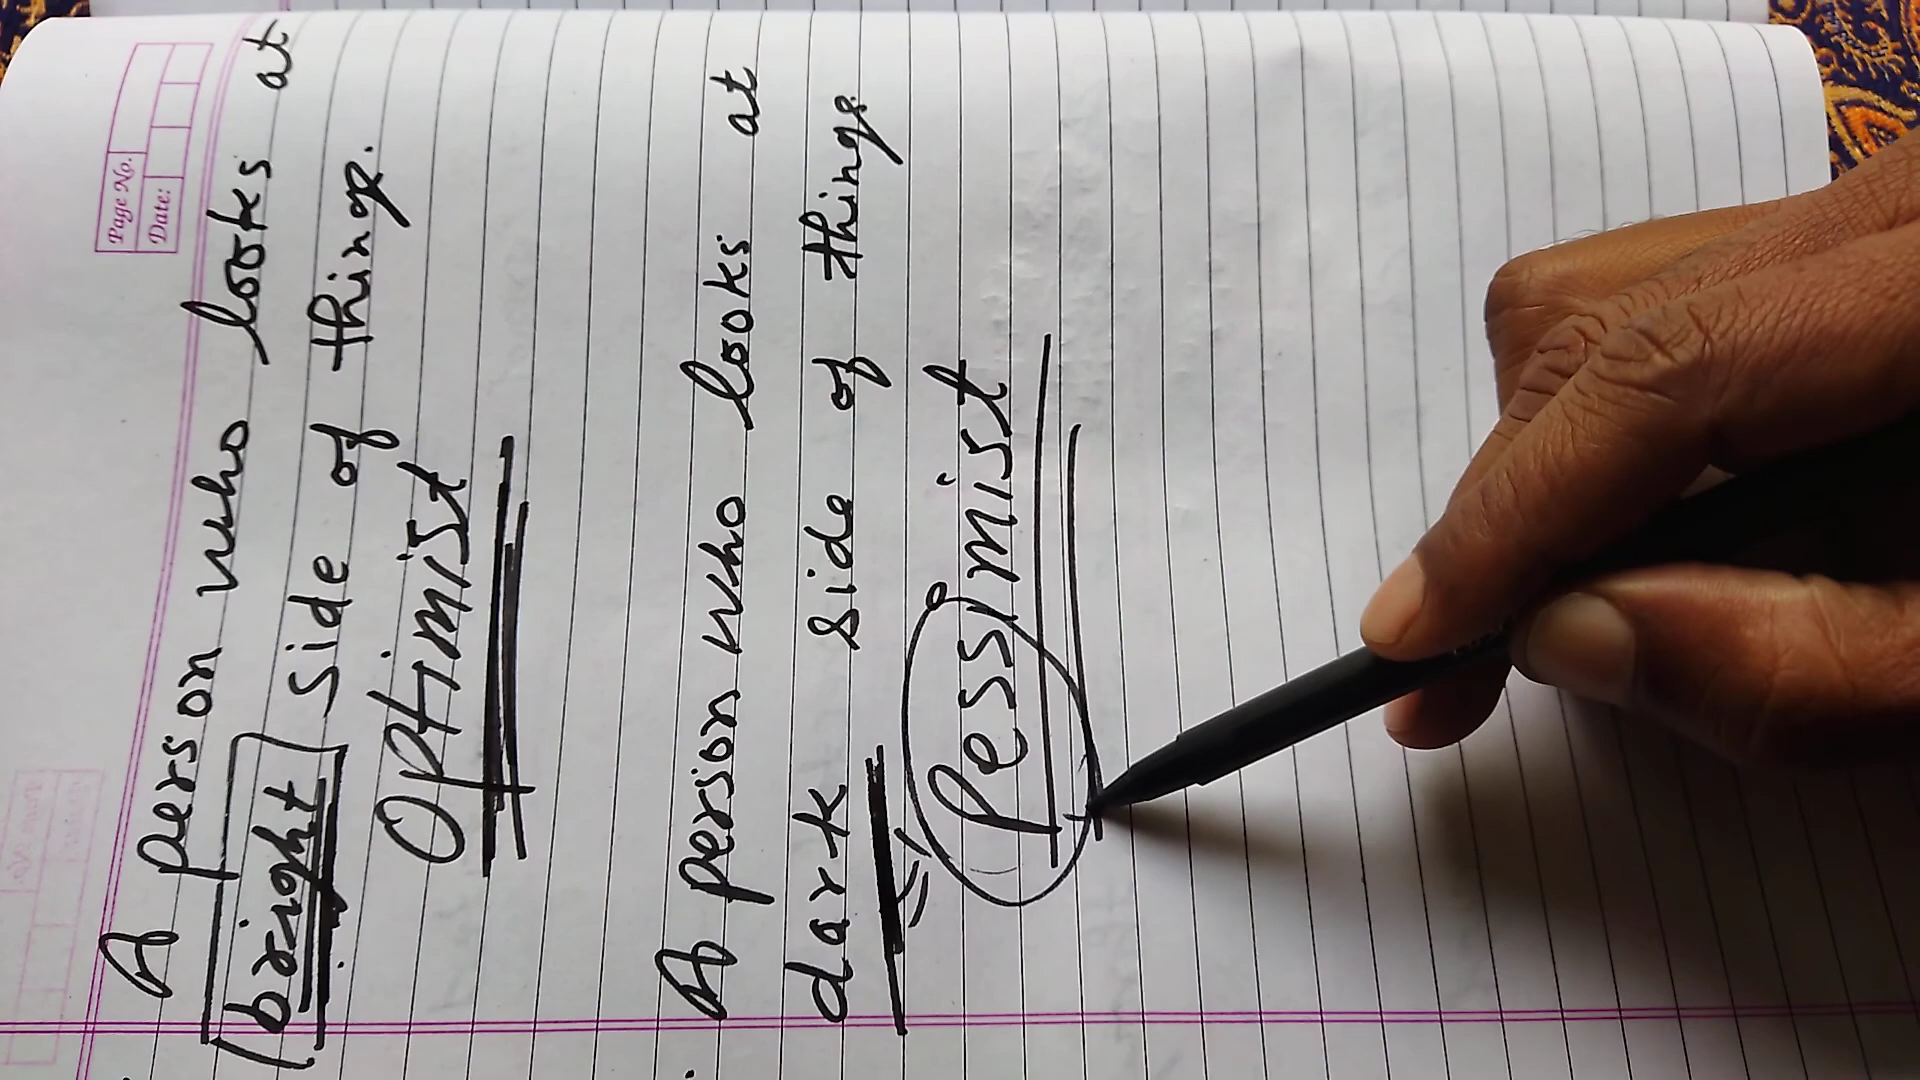 Page No.
Date:
A person who looks at
bright side of things.
Optimist
A person who looks at
dark side of things.
Pessimist